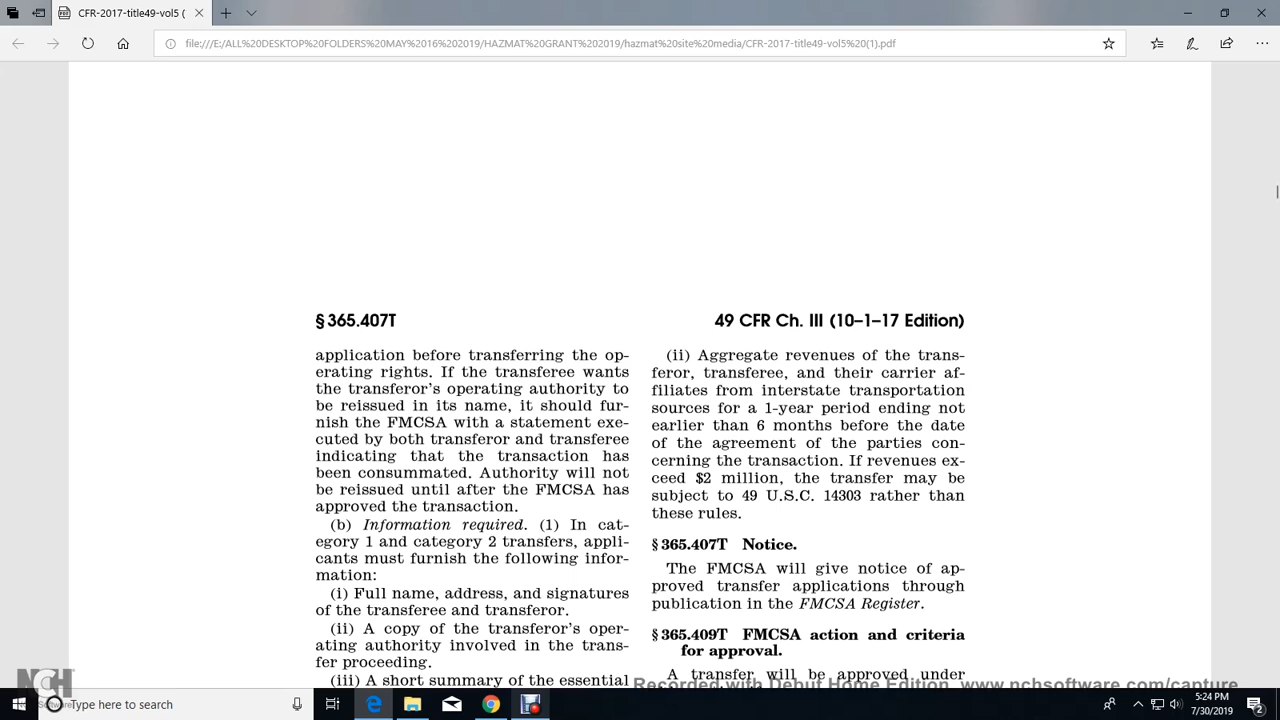 CFR-2017-title49-vol5 (
file:///E:/ALL%20DESKTOP%20FOLDERS%20MAY%2016%202019/HAZMAT%20GRANT%202019/hazmat%20site%20media/CFR-2017-title49-vol5%20(1).pdf
§ 365.407T
49 CFR Ch. III (10–1–17 Edition)
application before transferring the op-
erating rights. If the transferee wants
the transferor's operating authority to
be reissued in its name, it should fur-
nish the FMCSA with a statement exe-
cuted by both transferor and transferee
indicating that the transaction has
been consummated. Authority will not
be reissued until after the FMCSA has
approved the transaction.
(b) Information required. (1) In cat-
egory 1 and category 2 transfers, appli-
cants must furnish the following infor-
mation:
(i) Full name, address, and signatures
of the transferee and transferor.
(ii) A copy of the transferor's oper-
ating authority involved in the trans-
fer proceeding.
(iii) A short summary of the essential
(ii) Aggregate revenues of the trans-
feror, transferee, and their carrier af-
filiates from interstate transportation
sources for a 1-year period ending not
earlier than 6 months before the date
of the agreement of the parties con-
cerning the transaction. If revenues ex-
ceed $2 million, the transfer may be
subject to 49 U.S.C. 14303 rather than
these rules.
§ 365.407T Notice.
The FMCSA will give notice of ap-
proved transfer applications through
publication in the FMCSA Register.
§ 365.409T FMCSA action and criteria
for approval.
A transfer will be approved under
Recorded with Debut Home Edition www.nchsoftware.com/capture
NCH
Software
Type here to search
5:24 PM
7/30/2019
2